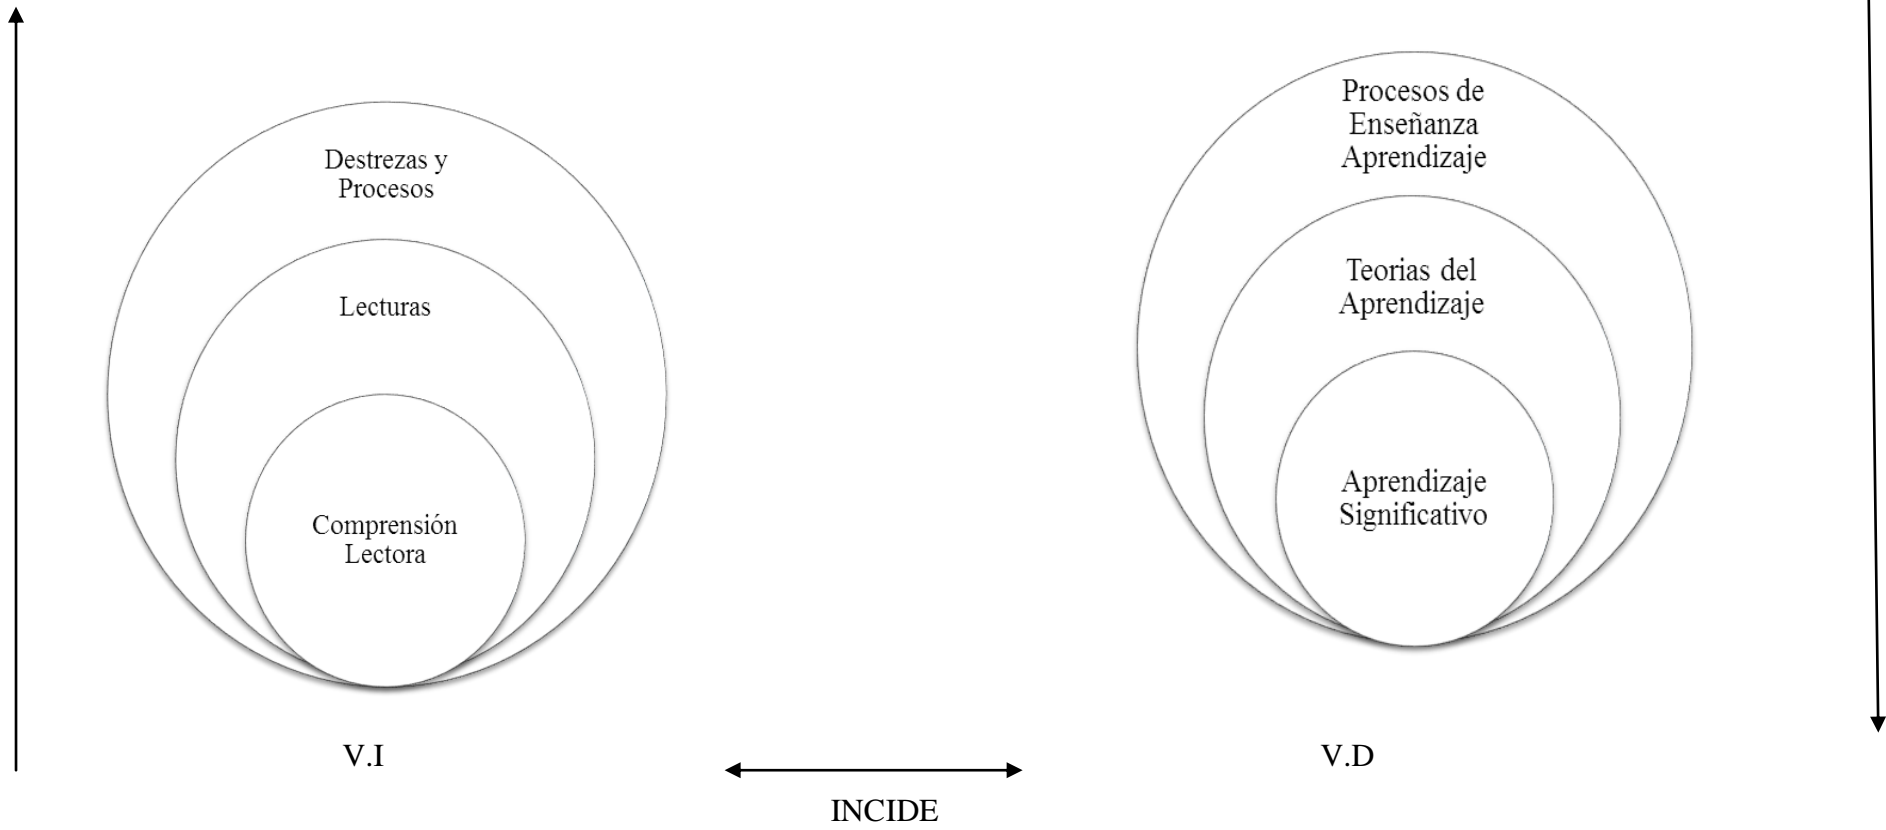 Destrezas y
Procesos
Lecturas
Comprensión
Lectora
V.I
Procesos de
Enseñanza
Aprendizaje
Teorias del
Aprendizaje
Aprendizaje
Significativo
V.D
INCIDE